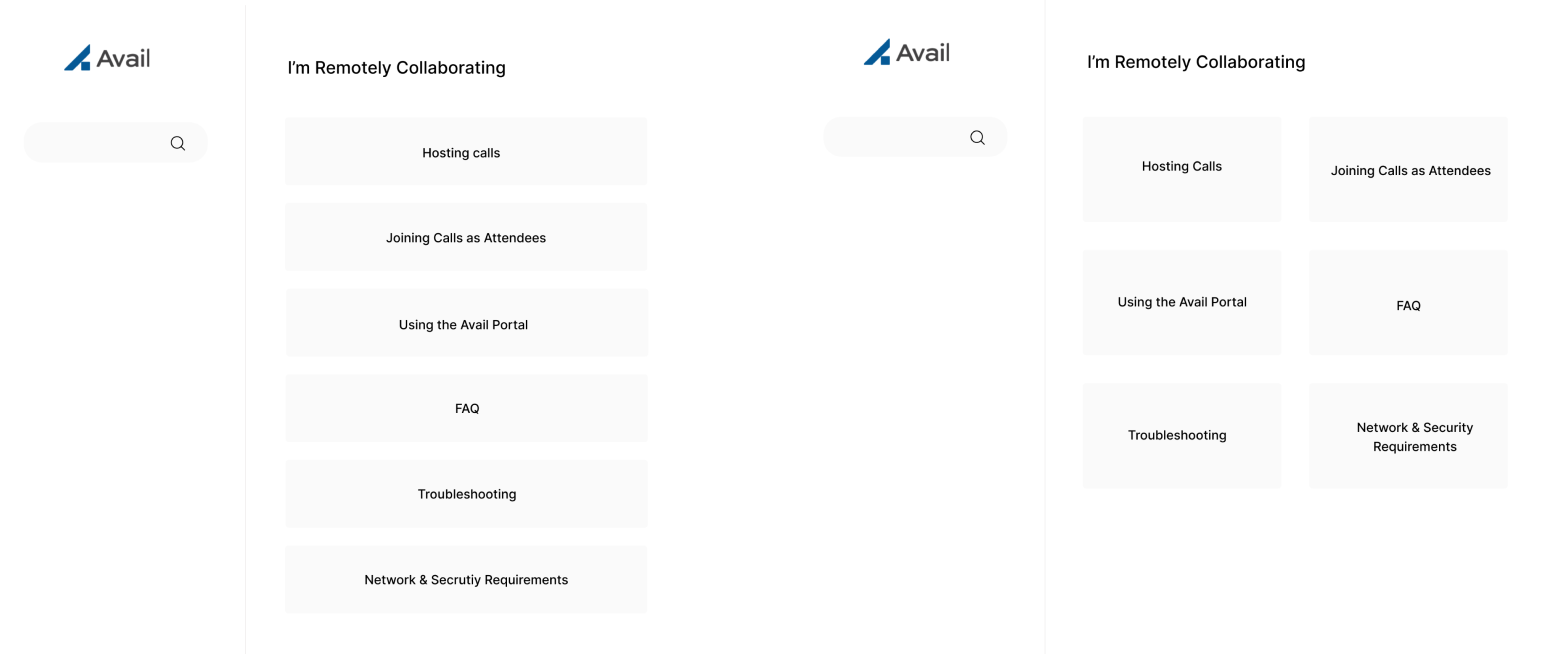 Avail
I'm Remotely Collaborating
Hosting calls
Joining Calls as Attendees
Using the Avail Portal
FAQ
Troubleshooting
Network & Secrutiy Requirements
Avail
I'm Remotely Collaborating
Hosting Calls
Joining Calls as Attendees
Using the Avail Portal
FAQ
Troubleshooting
Network & Security
Requirements